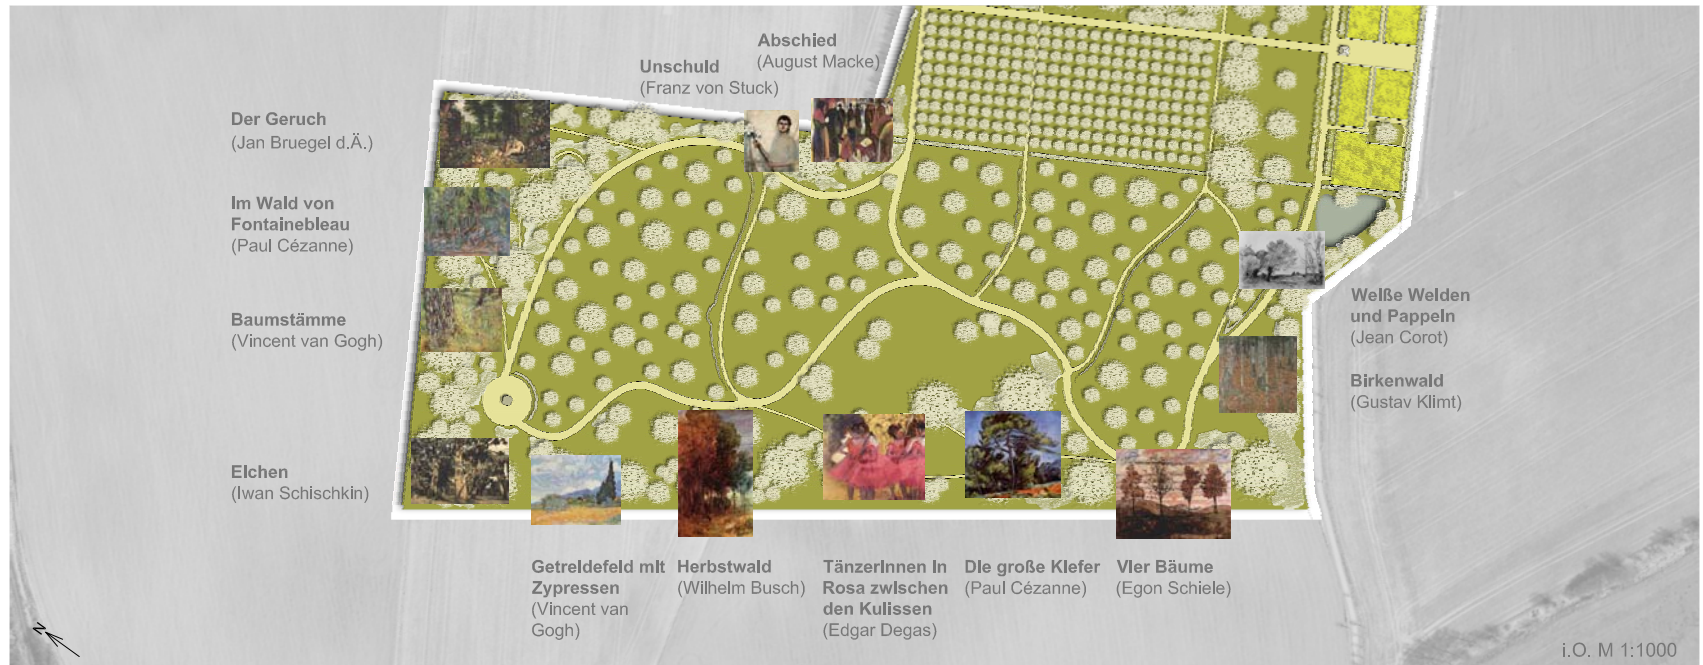 Abschied
(August Macke)
Unschuld
(Franz von Stuck)
Der Geruch
(Jan Bruegel d.Ä.)
Im Wald von
Fontainebleau
(Paul Cézanne)
Baumstämme
(Vincent van Gogh)
Eichen
(Iwan Schischkin)
Getreidefeld mit
Zypressen
(Vincent van
Gogh)
Herbstwald
(Wilhelm Busch)
Tänzerinnen in
Rosa zwischen
den Kulissen
(Edgar Degas)
Die große Kiefer
(Paul Cézanne)
Vier Bäume
(Egon Schiele)
Weiße Weiden
und Pappeln
(Jean Corot)
Birkenwald
(Gustav Klimt)
N
i.O. M 1:1000